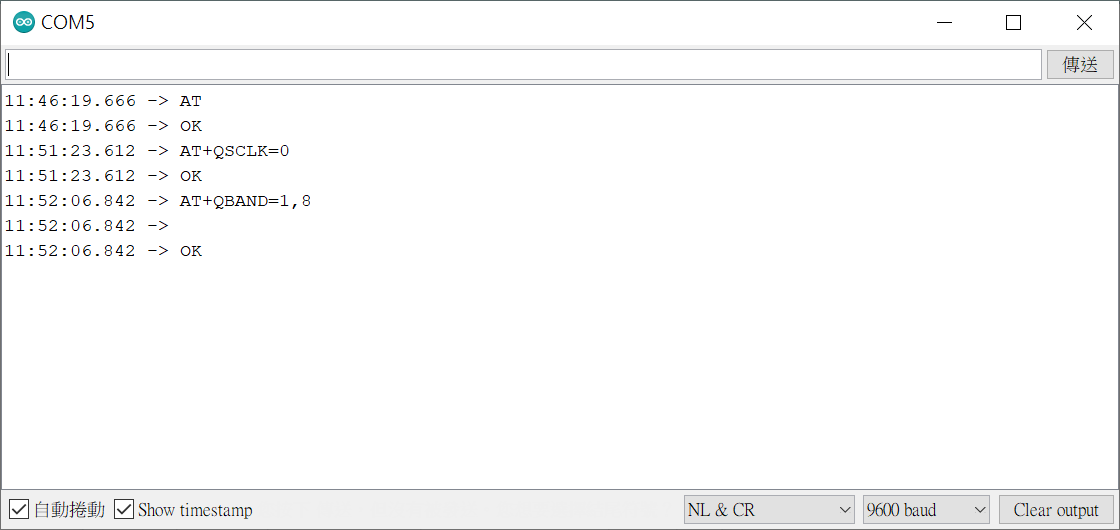 COM5
傳送
11:46:19.666 -> AT
11:46:19.666 -> OK
11:51:23.612 -> AT+QSCLK=0
11:51:23.612 -> OK
11:52:06.842 -> AT+QBAND=1,8
11:52:06.842 ->
11:52:06.842 -> OK
自動捲動 Show timestamp NL & CR 9600 baud Clear output